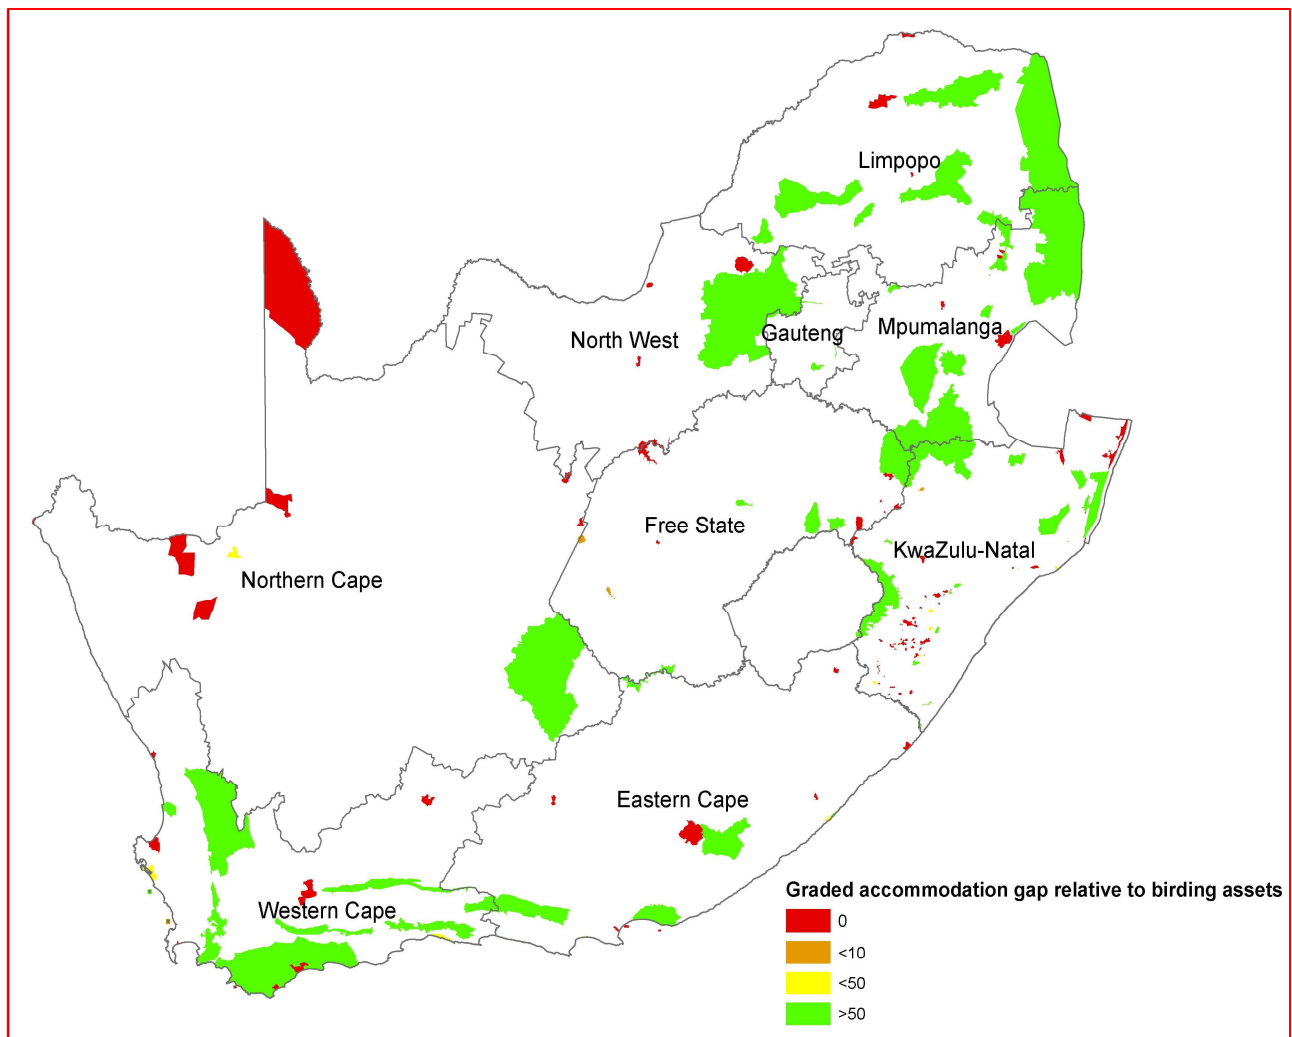 Limpopo
North West
Gauteng
Mpumalanga
Free State
KwaZulu-Natal
Northern Cape
Eastern Cape
Western Cape
Graded accommodation gap relative to birding assets
0
<10
<50
>50